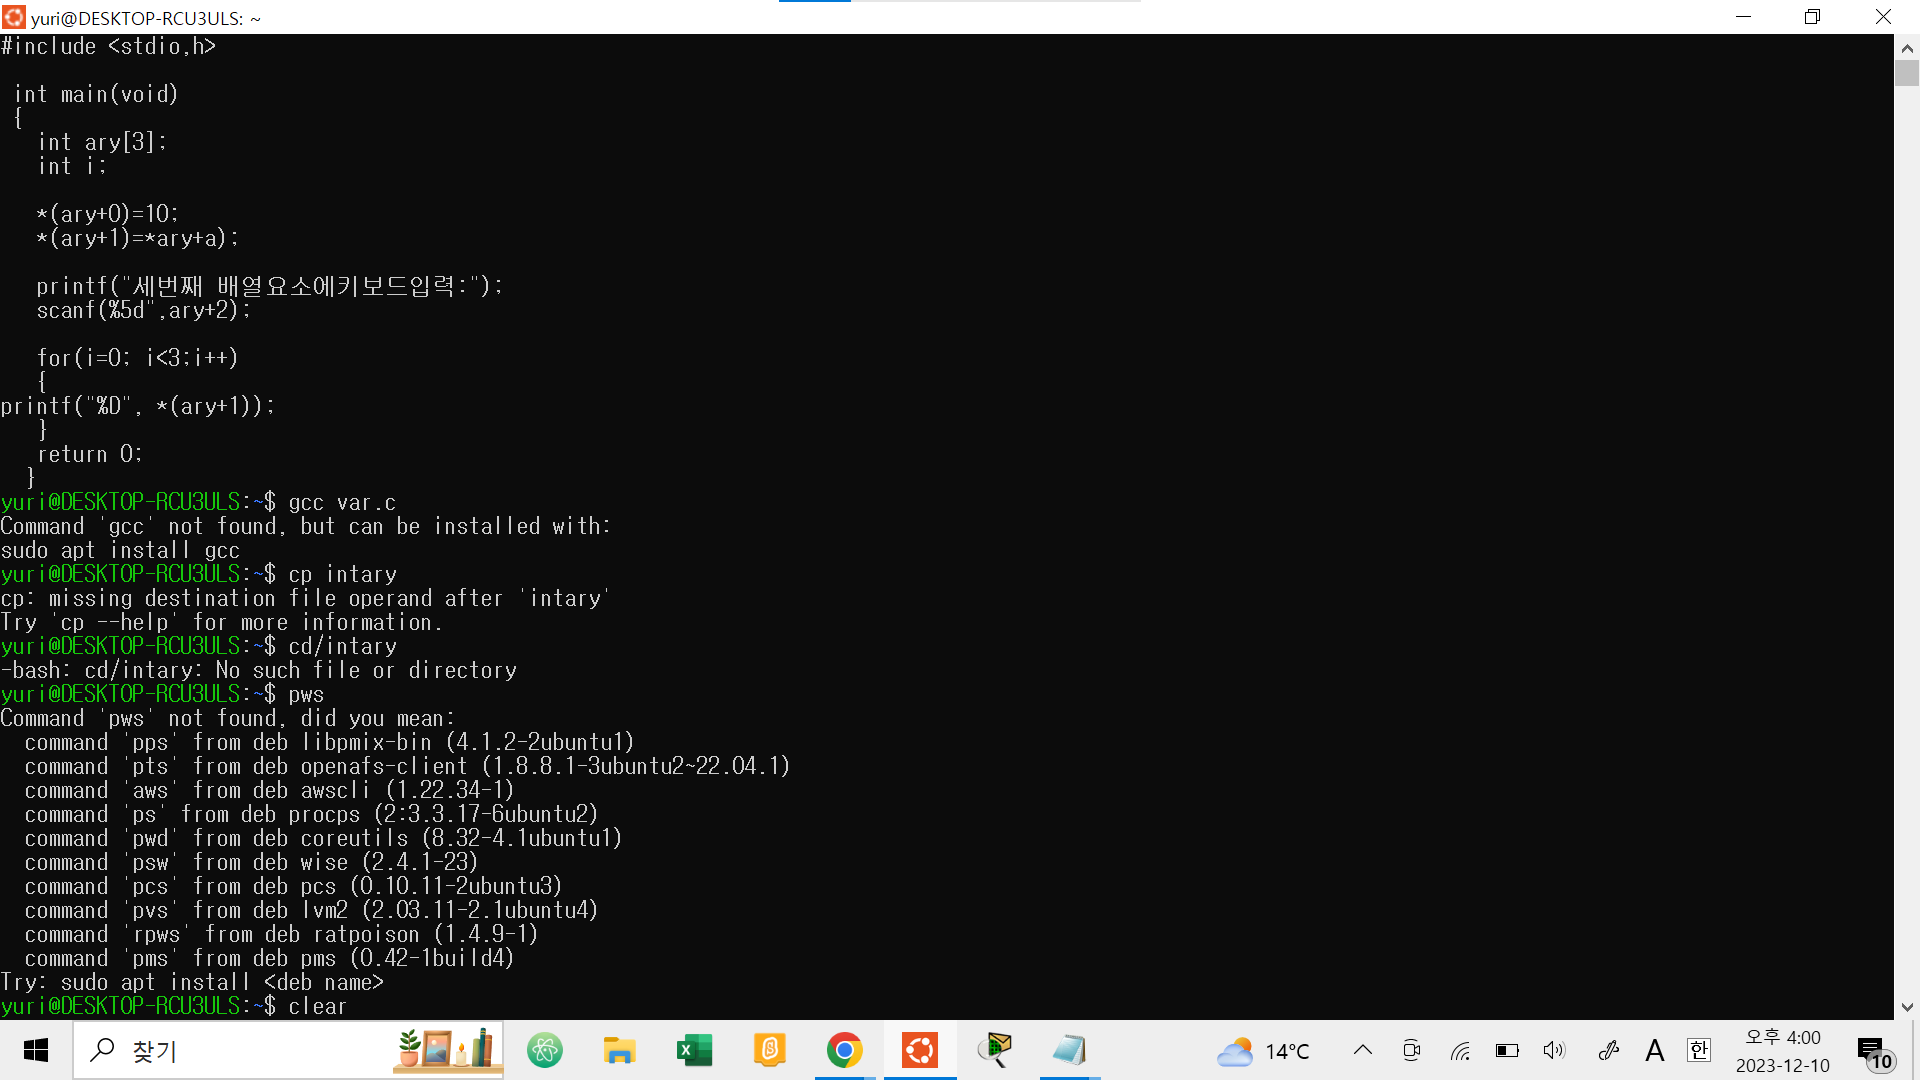 yuri@DESKTOP-RCU3ULS: ~
#include <stdio,h>
int main(void)
{
int ary[3];
int i;
*(ary+0)=10;
*(ary+1)=*ary+a);
printf("세번째 배열요소에키보드입력:");
scanf(%5d",ary+2);
for(i=0; i<3;i++)
{
printf("%D", *(ary+1));
}
return 0;
}
yuri@DESKTOP-RCU3ULS:~$ gcc var.c
Command 'gcc' not found, but can be installed with:
sudo apt install gcc
yuri@DESKTOP-RCU3ULS:~$ cp intary
cp: missing destination file operand after 'intary'
Try 'cp --help' for more information.
yuri@DESKTOP-RCU3ULS:~$ cd/intary
-bash: cd/intary: No such file or directory
yuri@DESKTOP-RCU3ULS:~$ pws
Command 'pws' not found, did you mean:
command 'pps' from deb libpmix-bin (4.1.2-2ubuntu1)
command 'pts' from deb openafs-client (1.8.8.1-3ubuntu2~22.04.1)
command 'aws' from deb awscli (1.22.34-1)
command 'ps' from deb procps (2:3.3.17-6ubuntu2)
command 'pwd' from deb coreutils (8.32-4.1ubuntu1)
command 'psw' from deb wise (2.4.1-23)
command 'pcs' from deb pcs (0.10.11-2ubuntu3)
command 'pvs' from deb lvm2 (2.03.11-2.1ubuntu4)
command 'rpws' from deb ratpoison (1.4.9-1)
command 'pms' from deb pms (0.42-1build4)
Try: sudo apt install <deb name>
yuri@DESKTOP-RCU3ULS:~$ clear
찾기
14°C
A
한
오후 4:00
2023-12-10
10